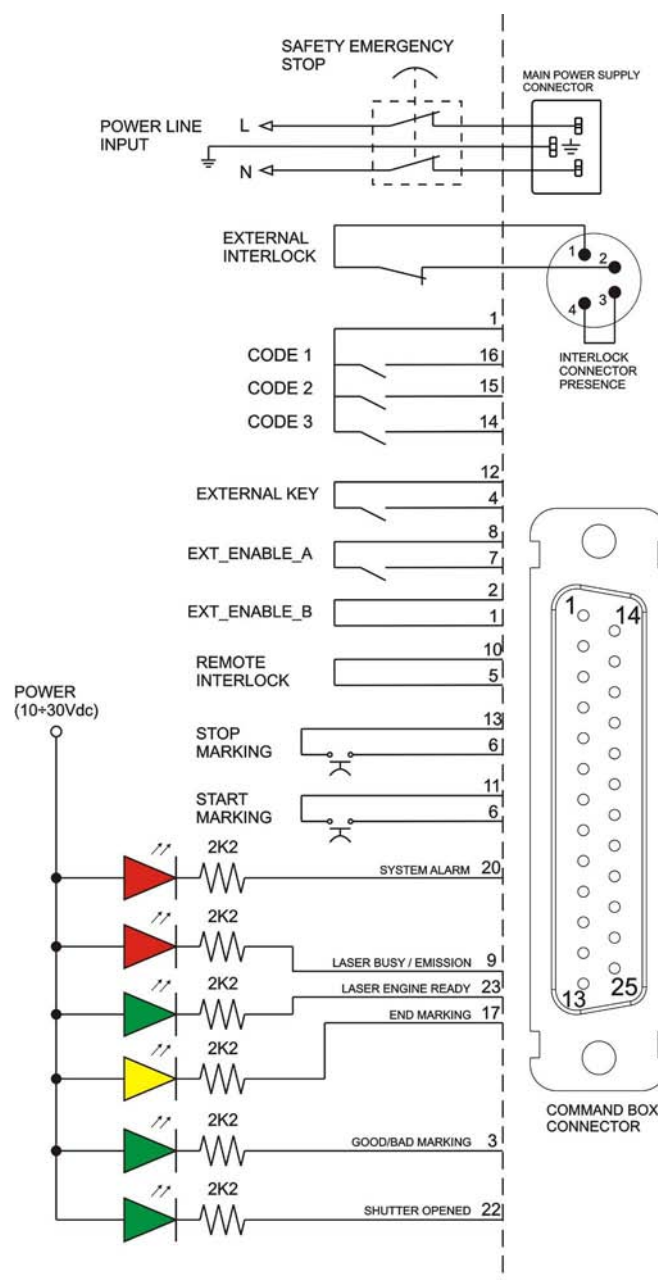 SAFETY EMERGENCY
STOP
MAIN POWER SUPPLY
CONNECTOR
POWER LINE
INPUT
L
N
EXTERNAL
INTERLOCK
1
2
3
4
INTERLOCK
CONNECTOR
PRESENCE
1
CODE 1
16
CODE 2
15
CODE 3
14
12
EXTERNAL KEY
4
8
EXT_ENABLE_A
7
2
EXT_ENABLE_B
1
10
REMOTE
INTERLOCK
5
1
14
13
25
COMMAND BOX
CONNECTOR
POWER
(10÷30Vdc)
13
STOP
MARKING
6
11
START
MARKING
6
2K2
SYSTEM ALARM 20
2K2
LASER BUSY / EMISSION 9
2K2
LASER ENGINE READY 23
END MARKING 17
2K2
2K2
GOOD/BAD MARKING 3
2K2
SHUTTER OPENED 22